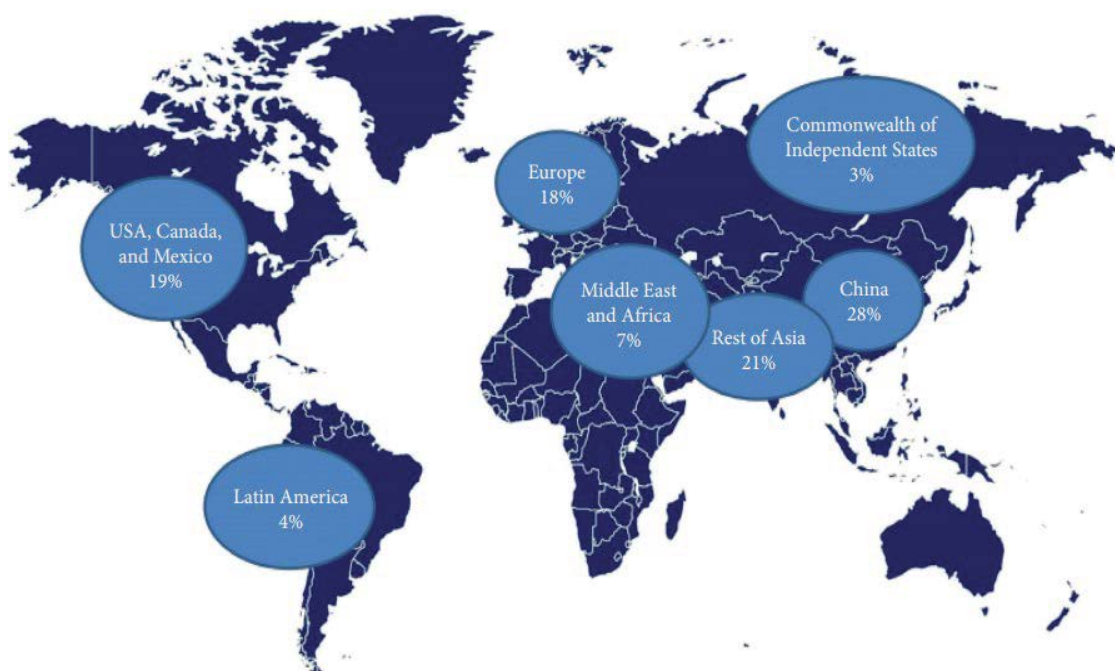 Commonwealth of
Independent States
3%
Europe
18%
USA, Canada,
and Mexico
19%
Middle East
and Africa
7%
China
28%
Rest of Asia
21%
Latin America
4%